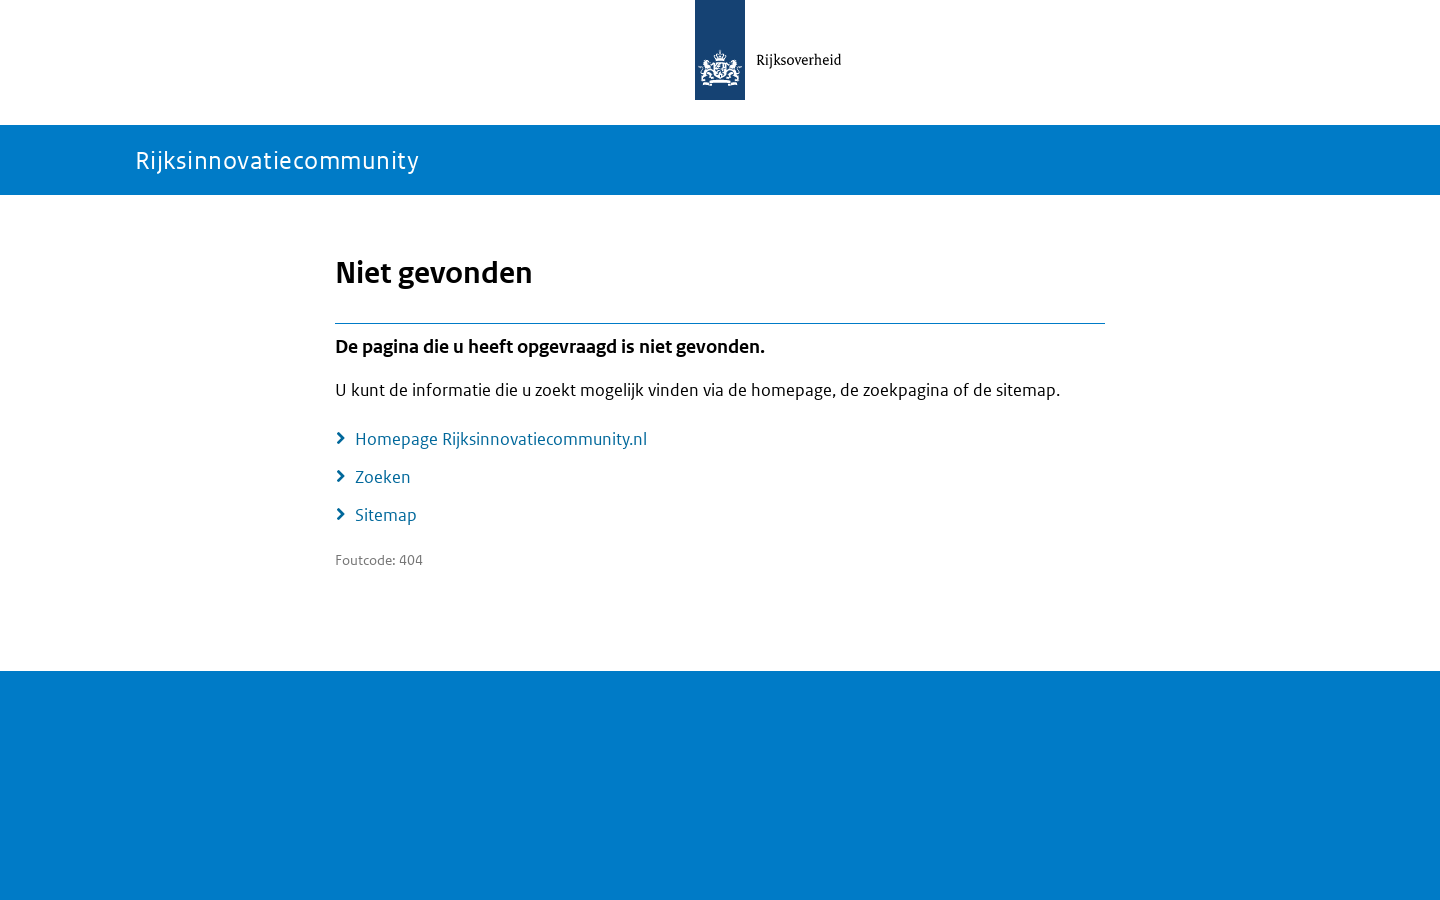 Rijksoverheid
Rijksinnovatiecommunity
Niet gevonden
De pagina die u heeft opgevraagd is niet gevonden.
U kunt de informatie die u zoekt mogelijk vinden via de homepage, de zoekpagina of de sitemap.
Homepage Rijksinnovatiecommunity.nl
Zoeken
Sitemap
Foutcode: 404